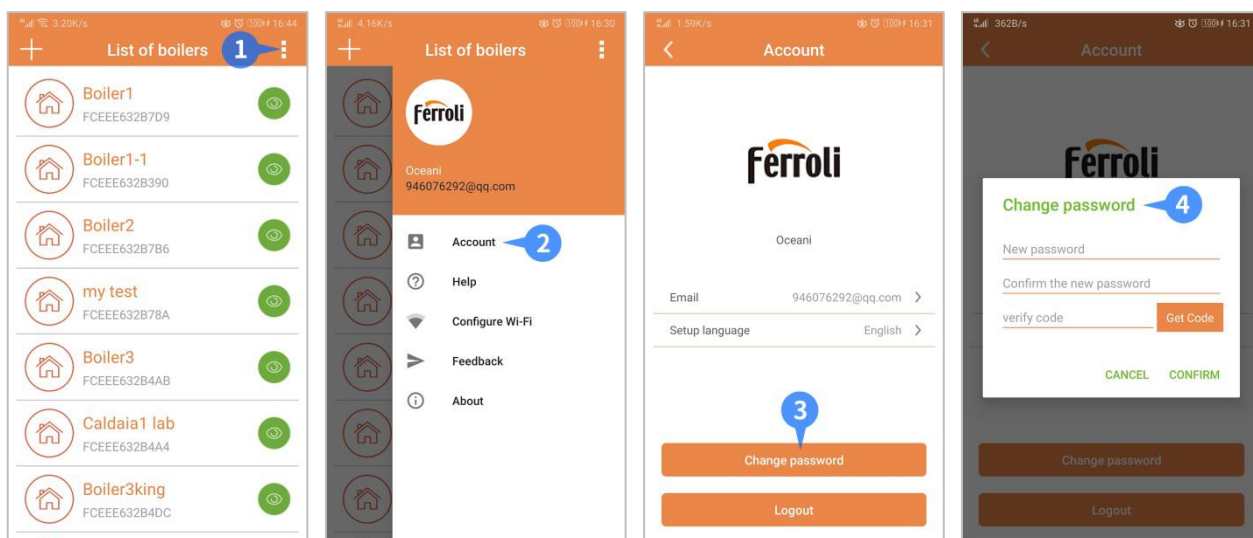 3.20K/s
16:44
List of boilers
1
Boiler1
FCEEE632B7D9
Boiler1-1
FCEEE632B390
Boiler2
FCEEE632B7B6
my test
FCEEE632B78A
Boiler3
FCEEE632B4AB
Caldaia1 lab
FCEEE632B4A4
Boiler3king
FCEEE632B4DC
4.16K/s
16:30
List of boilers
Ferroli
Oceani
946076292@qq.com
Account
2
Help
Configure Wi-Fi
Feedback
About
1.59K/s
16:31
Account
Ferroli
Oceani
Email 946076292@qq.com
Setup language English
3
Change password
Logout
362B/s
16:31
Account
Ferroli
Change password
4
New password
Confirm the new password
verify code Get Code
CANCEL CONFIRM
Change password
Logout